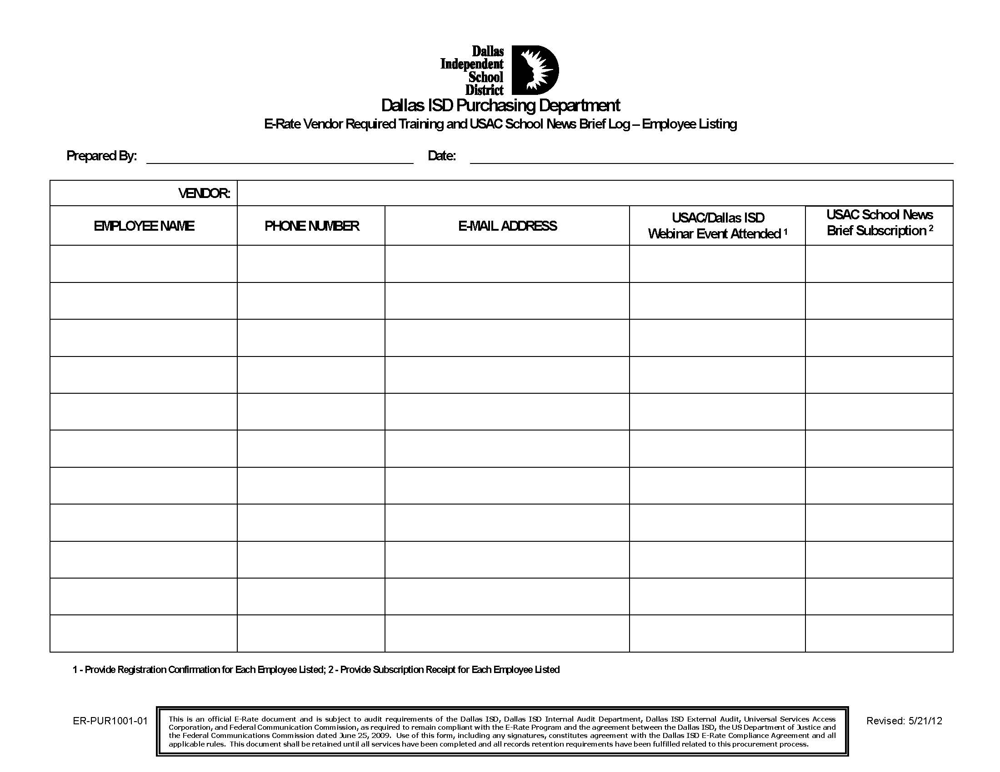 Dallas
Independent
School
District
Dallas ISD Purchasing Department
E-Rate Vendor Required Training and USAC School News Brief Log – Employee Listing
Prepared By: Date:
VENDOR:
EMPLOYEE NAME PHONE NUMBER E-MAIL ADDRESS USAC/Dallas ISD Webinar Event Attended 1 USAC School News Brief Subscription 2
1 - Provide Registration Confirmation for Each Employee Listed; 2 - Provide Subscription Receipt for Each Employee Listed
ER-PUR1001-01
This is an official E-Rate document and is subject to audit requirements of the Dallas ISD, Dallas ISD Internal Audit Department, Dallas ISD External Audit, Universal Services Access
Corporation, and Federal Communication Commission, as required to remain compliant with the E-Rate Program and the agreement between the Dallas ISD, the US Department of Justice and
the Federal Communications Commission dated June 25, 2009. Use of this form, including any signatures, constitutes agreement with the Dallas ISD E-Rate Compliance Agreement and all
applicable rules. This document shall be retained until all services have been completed and all records retention requirements have been fulfilled related to this procurement process.
Revised: 5/21/12